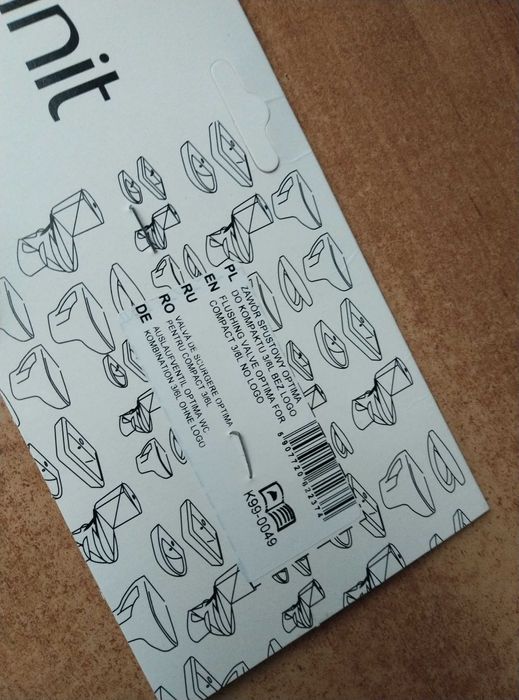 nit
PL
ZAWÓR SPUSTOWY OPTIMA
DO KOMPAKTU 3/6L BEZ LOGO
EN
FLUSHING VALVE OPTIMA FOR
COMPACT 3/6L NO LOGO
RU
RO
VALVA DE SCURGERE OPTIMA
PENTRU COMPACT 3/6L
DE
AUSLAUFVENTIL OPTIMA WC
KOMBINATION 3/6L OHNE LOGU
5907720622374
K99-0049